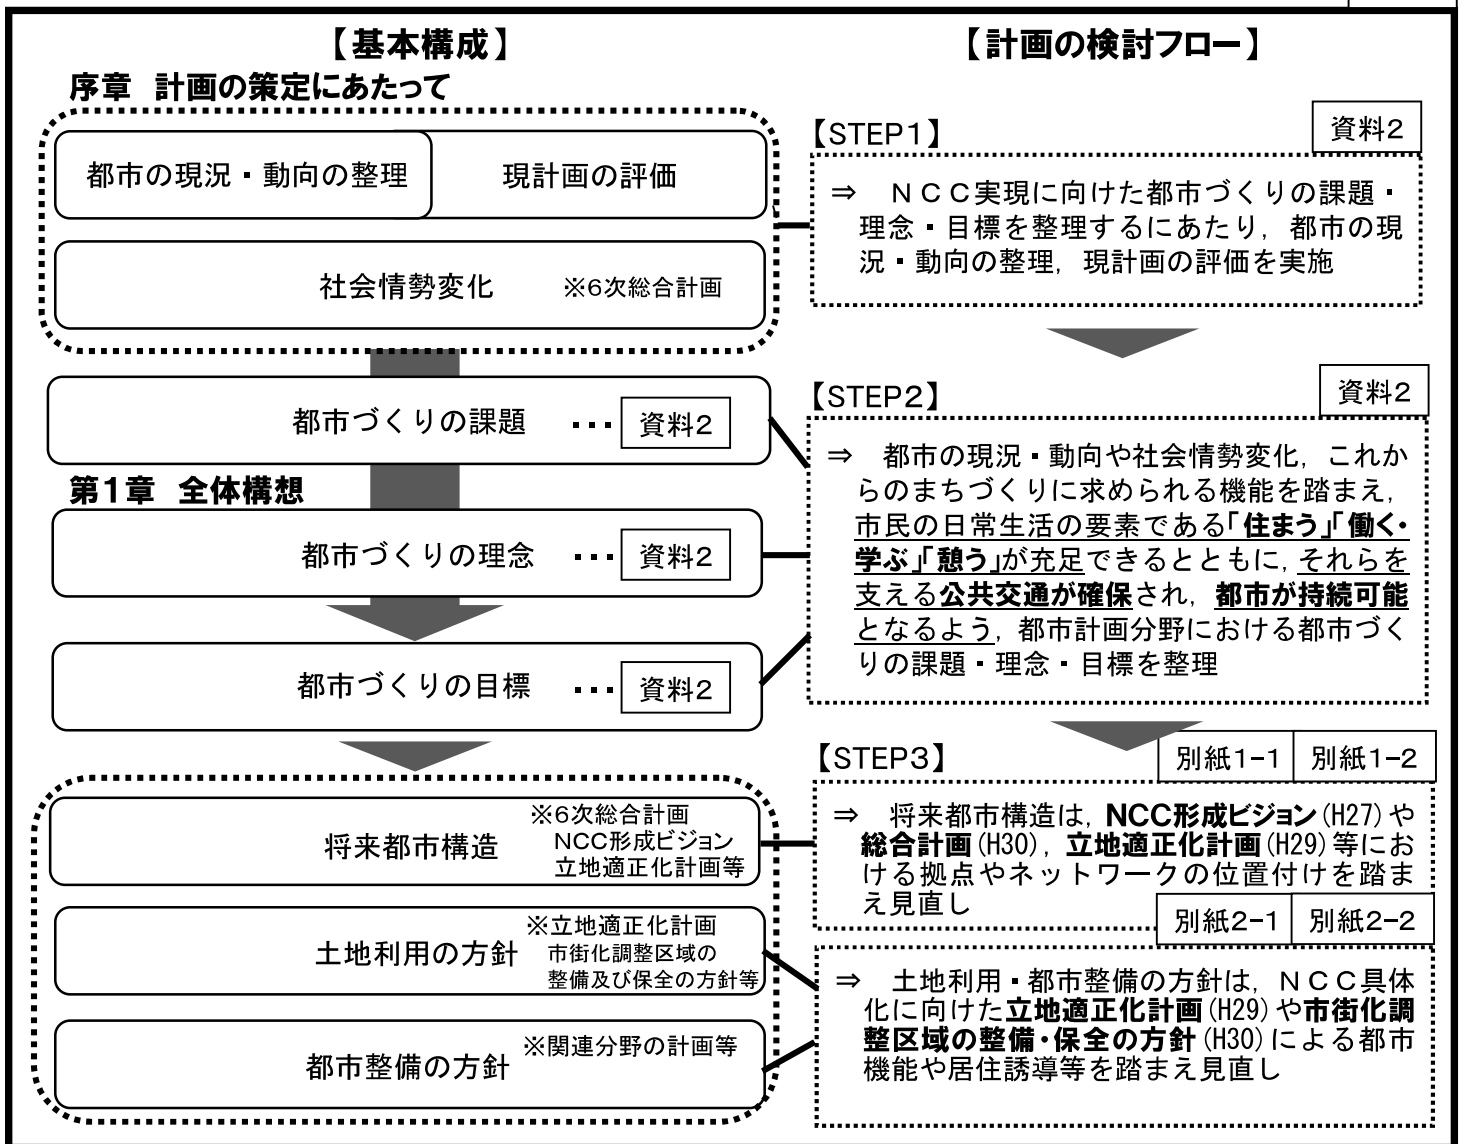 【基本構成】
序章　計画の策定にあたって
都市の現況・動向の整理
現計画の評価
社会情勢変化　※6次総合計画
都市づくりの課題　･･･　資料2
第1章　全体構想
都市づくりの理念　･･･　資料2
都市づくりの目標　･･･　資料2
将来都市構造
※6次総合計画
NCC形成ビジョン
立地適正化計画等
土地利用の方針
※立地適正化計画
市街化調整区域の
整備及び保全の方針等
都市整備の方針
※関連分野の計画等
【計画の検討フロー】
【STEP1】
資料2
⇒　ＮＣＣ実現に向けた都市づくりの課題・
理念・目標を整理するにあたり，都市の現
況・動向の整理，現計画の評価を実施
【STEP2】
資料2
⇒　都市の現況・動向や社会情勢変化，これか
らのまちづくりに求められる機能を踏まえ，
市民の日常生活の要素である「住まう」「働く・
学ぶ」「憩う」が充足できるとともに，それらを
支える公共交通が確保され，都市が持続可能
となるよう，都市計画分野における都市づく
りの課題・理念・目標を整理
【STEP3】
別紙1-1
別紙1-2
⇒　将来都市構造は，NCC形成ビジョン(H27)や
総合計画(H30)，立地適正化計画(H29)等にお
ける拠点やネットワークの位置付けを踏ま
え見直し
別紙2-1
別紙2-2
⇒　土地利用・都市整備の方針は，ＮＣＣ具体
化に向けた立地適正化計画(H29)や市街化調
整区域の整備・保全の方針(H30)による都市
機能や居住誘導等を踏まえ見直し